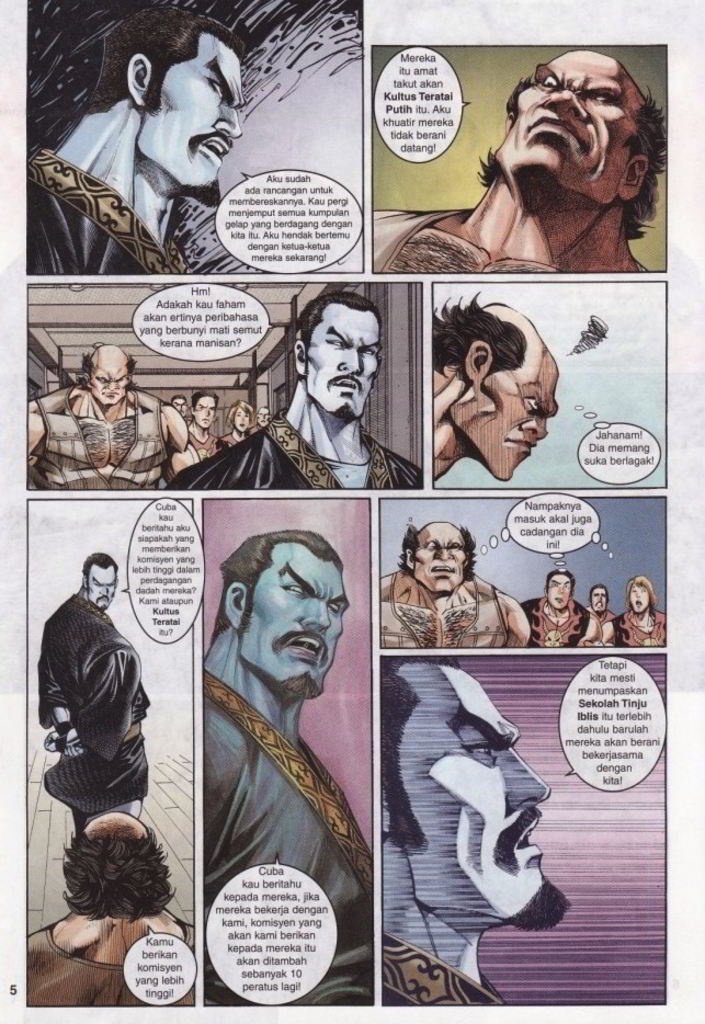 Aku sudah
ada rancangan untuk
membereskannya. Kau pergi
menjemput semua kumpulan
gelap yang berdagang dengan
kita itu. Aku hendak bertemu
dengan ketua-ketua
mereka sekarang!
Mereka
itu amat
takut akan
Kultus Teratai
Putih itu. Aku
khuatir mereka
tidak berani
datang!
Hm!
Adakah kau faham
akan ertinya peribahasa
yang berbunyi mati semut
kerana manisan?
Jahanam!
Dia memang
suka berlagak!
Cuba
kau
beritahu aku
siapakah yang
memberikan
komisyen yang
lebih tinggi dalam
perdagangan
dadah mereka?
Kami ataupun
Kultus
Teratai
itu?
Kamu
berikan
komisyen
yang lebih
tinggi!
Cuba
kau beritahu
kepada mereka, jika
mereka bekerja dengan
kami, komisyen yang
akan kami berikan
kepada mereka itu
akan ditambah
sebanyak 10
peratus lagi!
Nampaknya
masuk akal juga
cadangan dia
ini!
Tetapi
kita mesti
menumpaskan
Sekolah Tinju
Iblis itu terlebih
dahulu barulah
mereka akan berani
bekerjasama
dengan
kita!
5